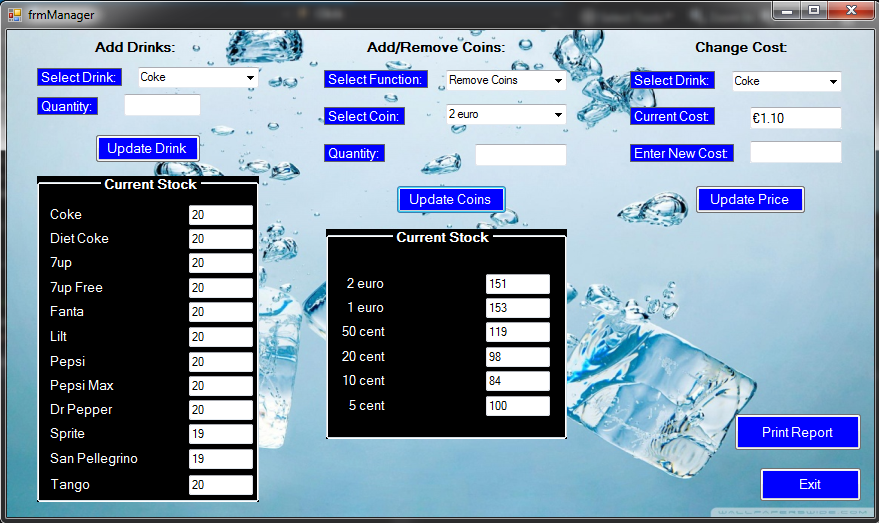 frmManager
Add Drinks:
Select Drink: Coke
Quantity:
Update Drink
Current Stock
Coke 20
Diet Coke 20
7up 20
7up Free 20
Fanta 20
Lilt 20
Pepsi 20
Pepsi Max 20
Dr Pepper 20
Sprite 19
San Pellegrino 19
Tango 20
Add/Remove Coins:
Select Function: Remove Coins
Select Coin: 2 euro
Quantity:
Update Coins
Current Stock
2 euro 151
1 euro 153
50 cent 119
20 cent 98
10 cent 84
5 cent 100
Change Cost:
Select Drink: Coke
Current Cost: €1.10
Enter New Cost:
Update Price
Print Report
Exit